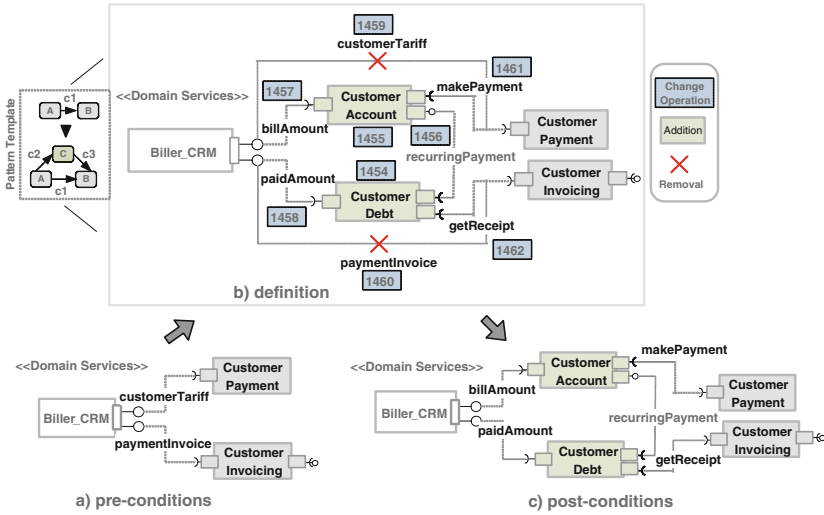 1459
customerTariff
1461
<<Domain Services>>
1457
Customer
Account
makePayment
Change
Operation
Pattern Template
c1
A
B
C
c2
c3
A
B
c1
billAmount
1455
1456
Customer
Payment
Addition
Biller_CRM
recurringPayment
1454
Customer
Invoicing
Removal
paidAmount
Customer
Debt
1458
getReceipt
1462
paymentInvoice
1460
b) definition
<<Domain Services>>
Customer
Payment
customerTariff
Biller_CRM
paymentInvoice
Customer
Invoicing
a) pre-conditions
<<Domain Services>>
Customer
Account
makePayment
billAmount
Customer
Payment
Biller_CRM
recurringPayment
paidAmount
Customer
Invoicing
Customer
Debt
getReceipt
c) post-conditions